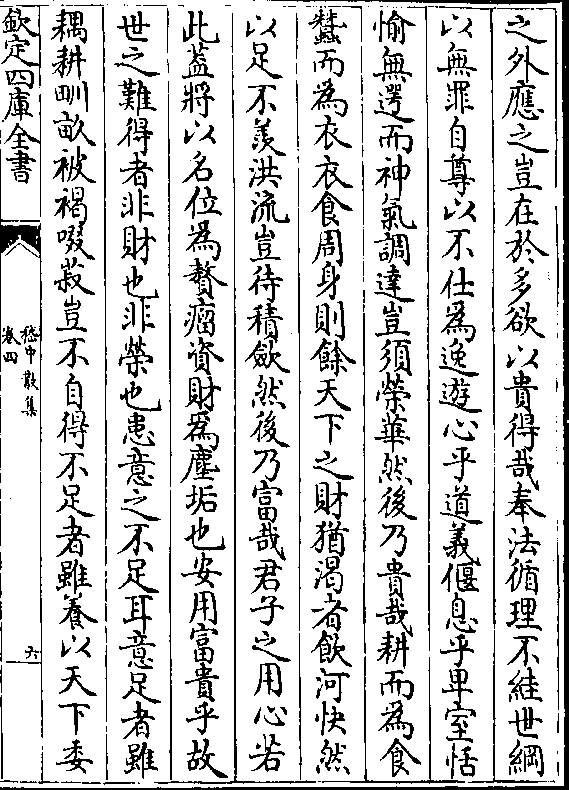 之外應之豈在於多欲以貴得哉奉法循理不絓世網
以無罪自尊以不仕為逸遊心乎道義偃息乎卑室恬
愉無遌而神氣調達豈須榮華然後乃貴哉耕而為食
蠶而為衣衣食周身則餘天下之財猶渴者飲河快然
以足不羨洪流豈待積斂然後乃富哉君子之用心若
此蓋將以名位為贅瘤資財為塵垢也安用富貴乎故
世之難得者非財也非榮也患意之不足耳意足者雖
耦耕甽畝被褐啜菽豈不自得不足者雖養以天下委
欽定四庫全書
嵇中散集
卷四
六